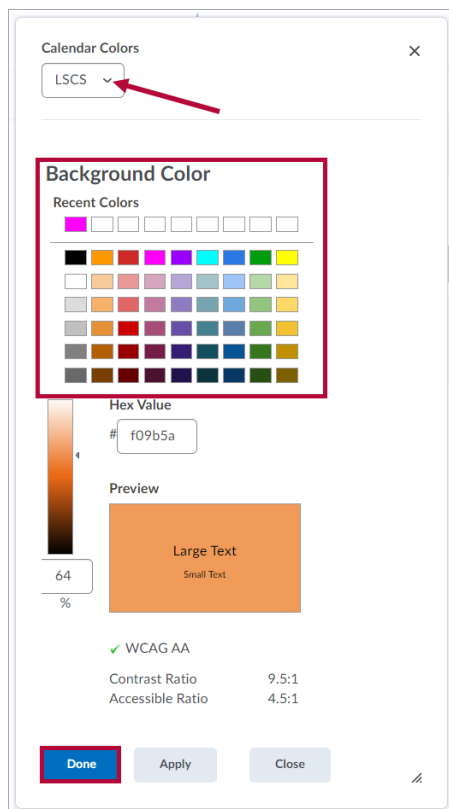 Calendar Colors
LSCS
Background Color
Recent Colors
Hex Value
# f09b5a
Preview
Large Text
Small Text
64
%
WCAG AA
Contrast Ratio 9.5:1
Accessible Ratio 4.5:1
Done Apply Close